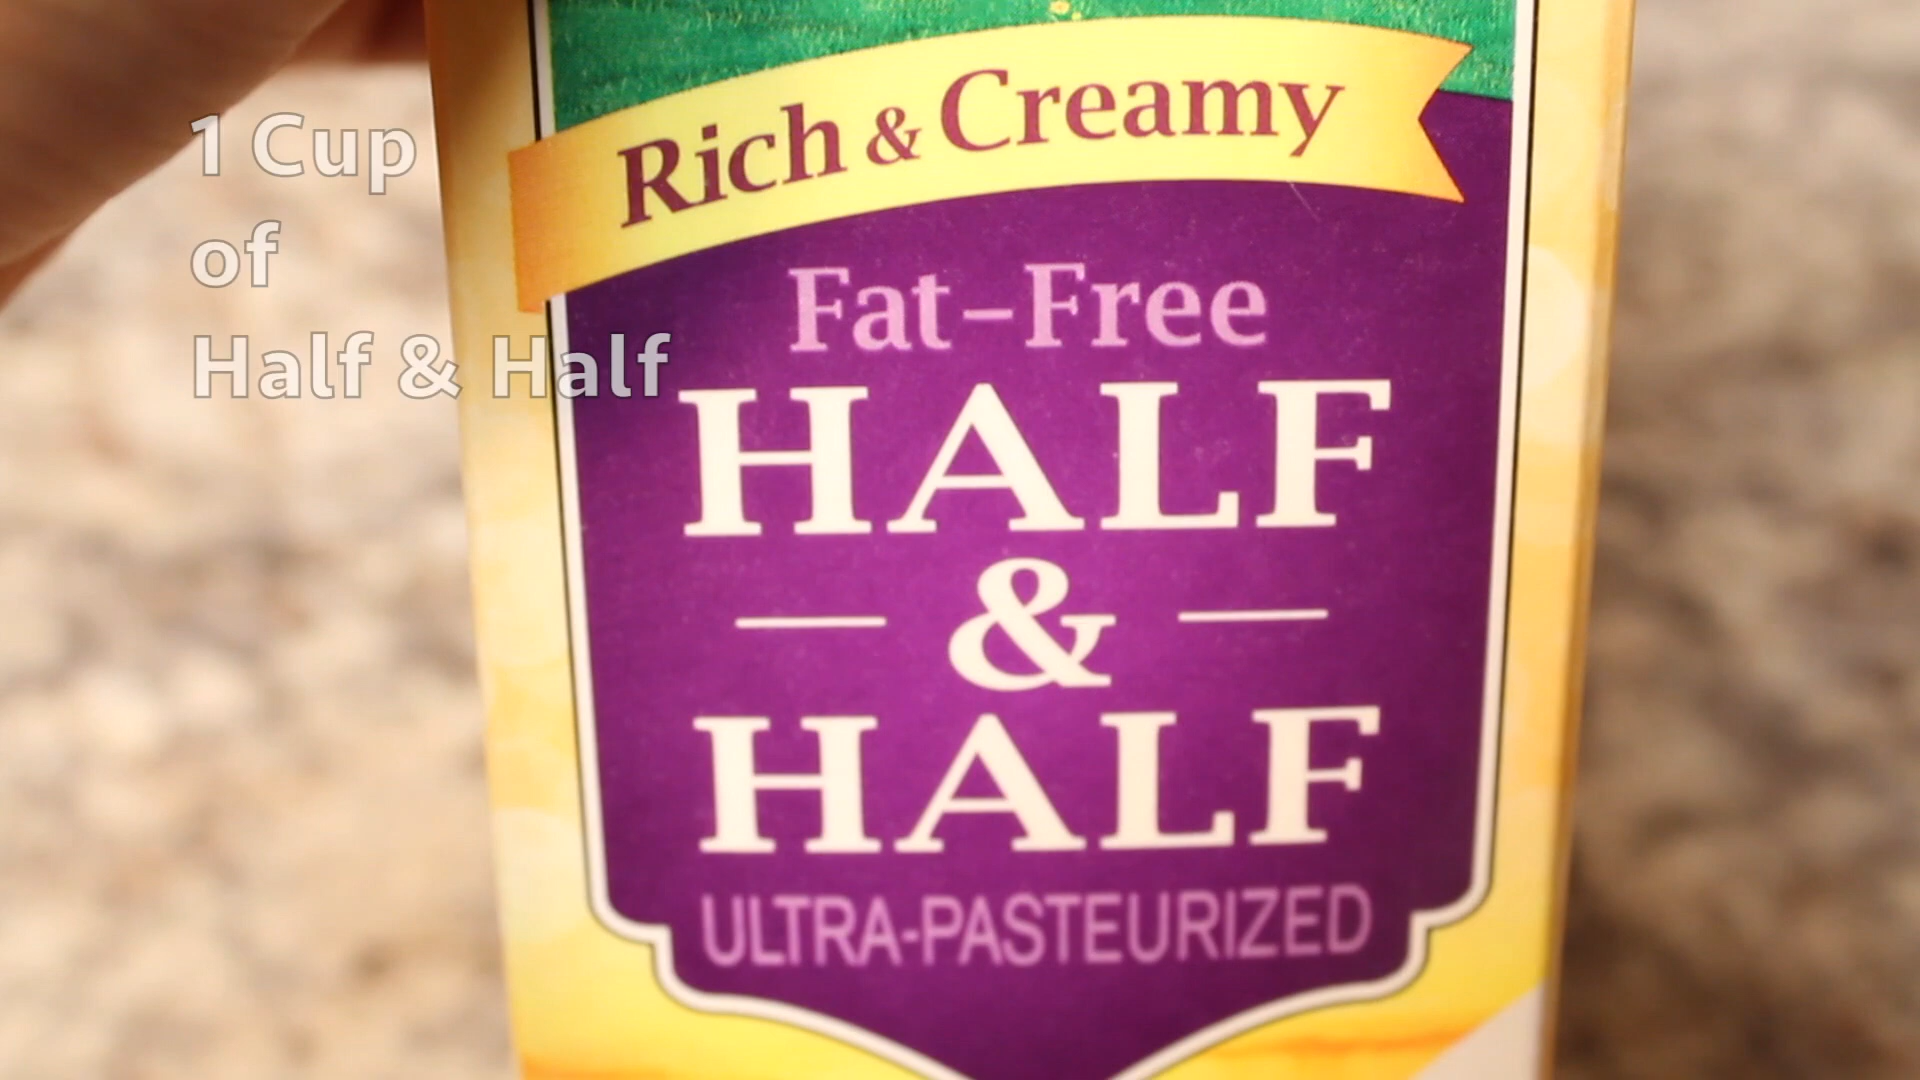 1 Cup
of
Half & Half
Rich & Creamy
Fat-Free
HALF
&
HALF
ULTRA-PASTEURIZED